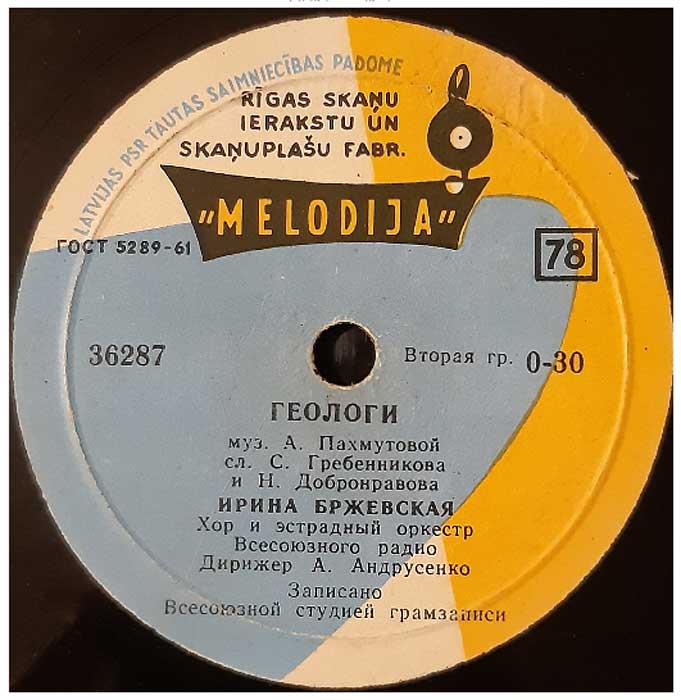 LATVIJAS PSR TAUTAS SAIMNIECĪBAS PADOME
RĪGAS SKAŅU
IERAKSTU UN
SKAŅUPLAŠU FABR.
"MELODIJA"
ГОСТ 5289-61
78
36287
Вторая гр. 0-30
ГЕОЛОГИ
муз. А. Пахмутовой
сл. С. Гребенникова
и Н. Добронравова
ИРИНА БРЖЕВСКАЯ
Хор и эстрадный оркестр
Всесоюзного радио
Дирижер А. Андрусенко
Записано
Всесоюзной студией грамзаписи